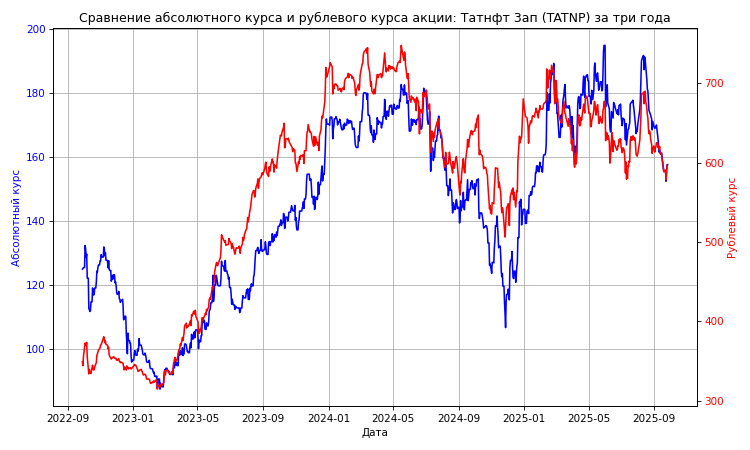 Сравнение абсолютного курса и рублевого курса акции: Татнфт 3ап (TATNP) за три года
200
180
160
140
120
100
Абсолютный курс
700
600
500
400
300
Рублевый курс
2022-09 2023-01 2023-05 2023-09 2024-01 2024-05 2024-09 2025-01 2025-05 2025-09
Дата